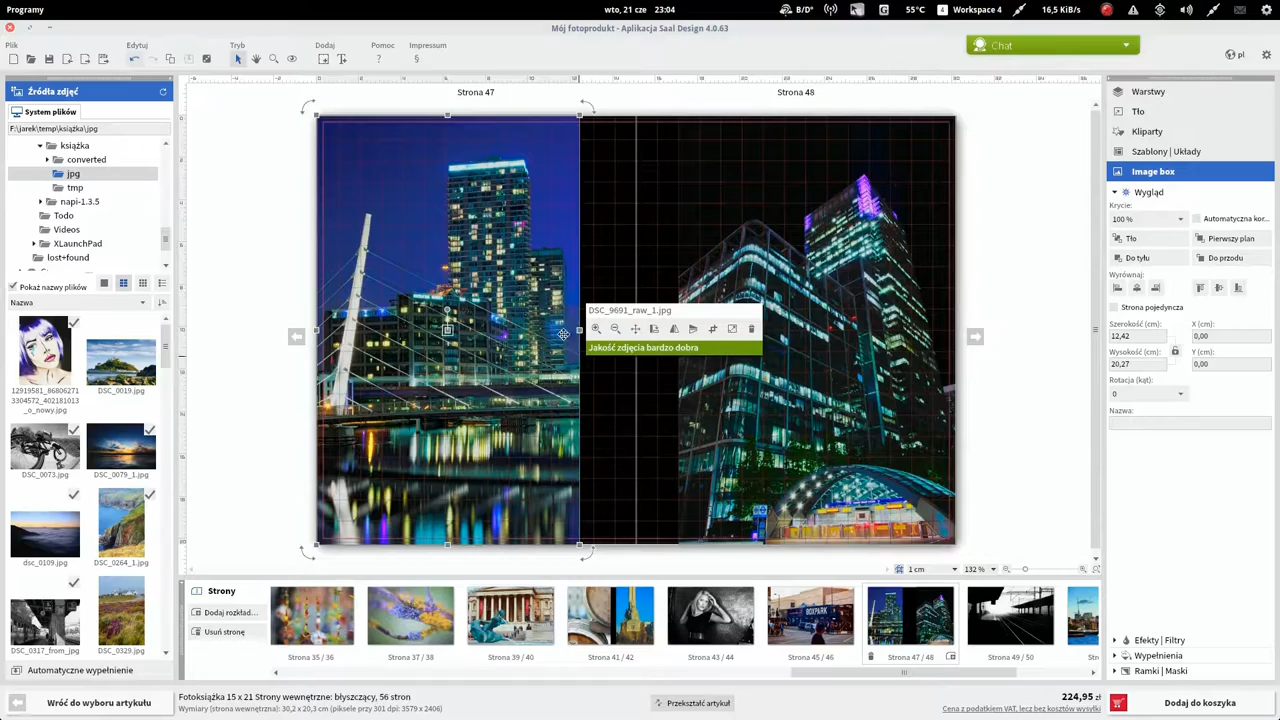 Programy
wto, 21 cze 23:04
B/D° G 55°C 4 Workspace 4 16,5 KiB/s
Mój fotoprodukt - Aplikacja Saal Design 4.0.63
Plik Edytuj Tryb Dodaj Pomoc Impressum
Chat
pl
Źródła zdjęć
System plików
F:\jarek\temp\książka\jpg
książka
converted
jpg
tmp
napi-1.3.5
Todo
Videos
XLaunchPad
lost+found
Pokaż nazwy plików
Nazwa
12919581_86806271
3304572_402181013
_o_nowy.jpg
DSC_0019.jpg
DSC_0073.jpg
DSC_0079_1.jpg
dsc_0109.jpg
DSC_0264_1.jpg
DSC_0317_from_jpg
DSC_0329.jpg
Automatyczne wypełnienie
Wróć do wyboru artykułu
Strona 47
Strona 48
DSC_9691_raw_1.jpg
Jakość zdjęcia bardzo dobra
1 cm 132 %
Strony
Dodaj rozkład...
Usuń stronę
BOXPARK
Strona 35 / 36
Strona 37 / 38
Strona 39 / 40
Strona 41 / 42
Strona 43 / 44
Strona 45 / 46
Strona 47 / 48
Strona 49 / 50
Fotoksiążka 15 x 21 Strony wewnętrzne: błyszczący, 56 stron
Wymiary (strona wewnętrzna): 30,2 x 20,3 cm (piksele przy 301 dpi: 3579 x 2406)
Przekształć artykuł
224,95 zł
Cena z podatkiem VAT, lecz bez kosztów wysyłki
Dodaj do koszyka
Warstwy
Tło
Kliparty
Szablony | Układy
Image box
Wygląd
Krycie:
100 % Automatyczna kor...
Tło Pierwszy plan
Do tyłu Do przodu
Wyrównaj:
Strona pojedyncza
Szerokość (cm): X (cm):
12,42 0,00
Wysokość (cm): Y (cm):
20,27 0,00
Rotacja (kąt):
0
Nazwa:
Efekty | Filtry
Wypełnienia
Ramki | Maski